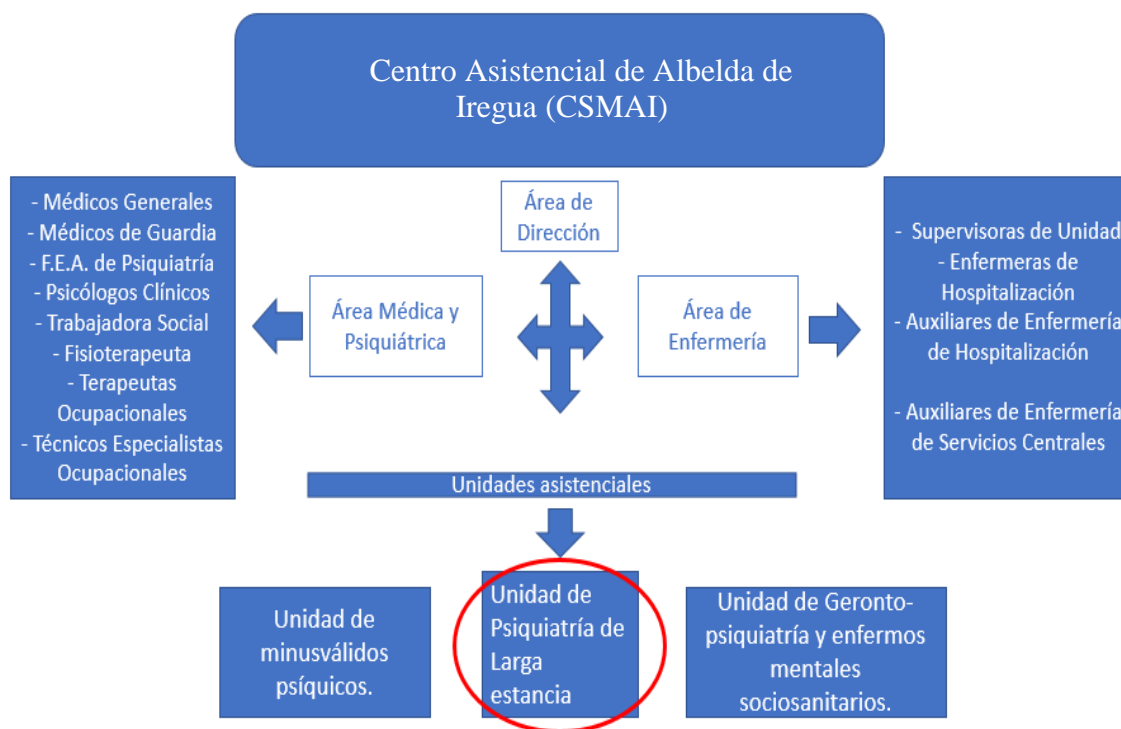 Centro Asistencial de Albelda de
Iregua (CSMAI)
- Médicos Generales
- Médicos de Guardia
- F.E.A. de Psiquiatría
- Psicólogos Clínicos
- Trabajadora Social
- Fisioterapeuta
- Terapeutas
Ocupacionales
- Técnicos Especialistas
Ocupacionales
Área Médica y
Psiquiátrica
Área de
Dirección
Área de
Enfermería
- Supervisoras de Unidad
- Enfermeras de
Hospitalización
- Auxiliares de Enfermería
de Hospitalización
- Auxiliares de Enfermería
de Servicios Centrales
Unidades asistenciales
Unidad de
minusválidos
psíquicos.
Unidad de
Psiquiatría de
Larga
estancia
Unidad de Geronto-
psiquiatría y enfermos
mentales
sociosanitarios.